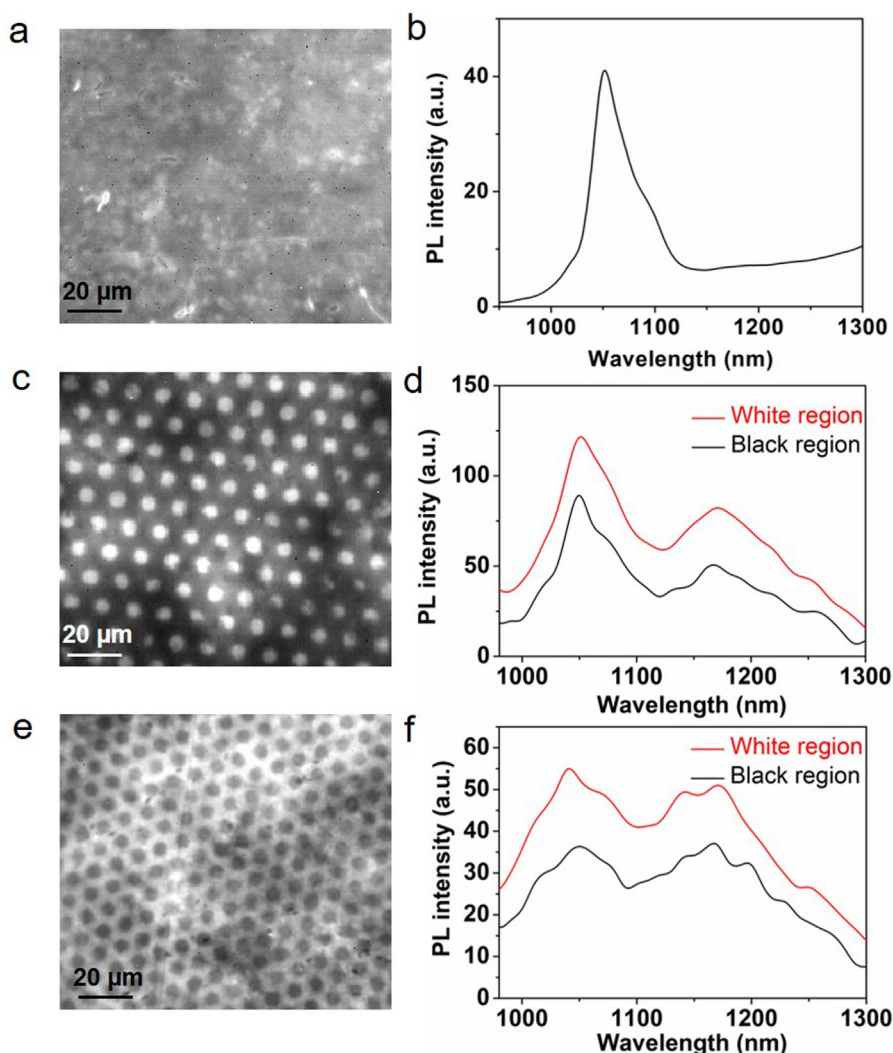 a
20 µm
b
PL intensity (a.u.)
40
20
0
1000
1100
1200
1300
Wavelength (nm)
c
20 µm
d
PL intensity (a.u.)
150
100
50
0
White region
Black region
1000
1100
1200
1300
Wavelength (nm)
e
20 µm
f
PL intensity (a.u.)
60
50
40
30
20
10
0
White region
Black region
1000
1100
1200
1300
Wavelength (nm)